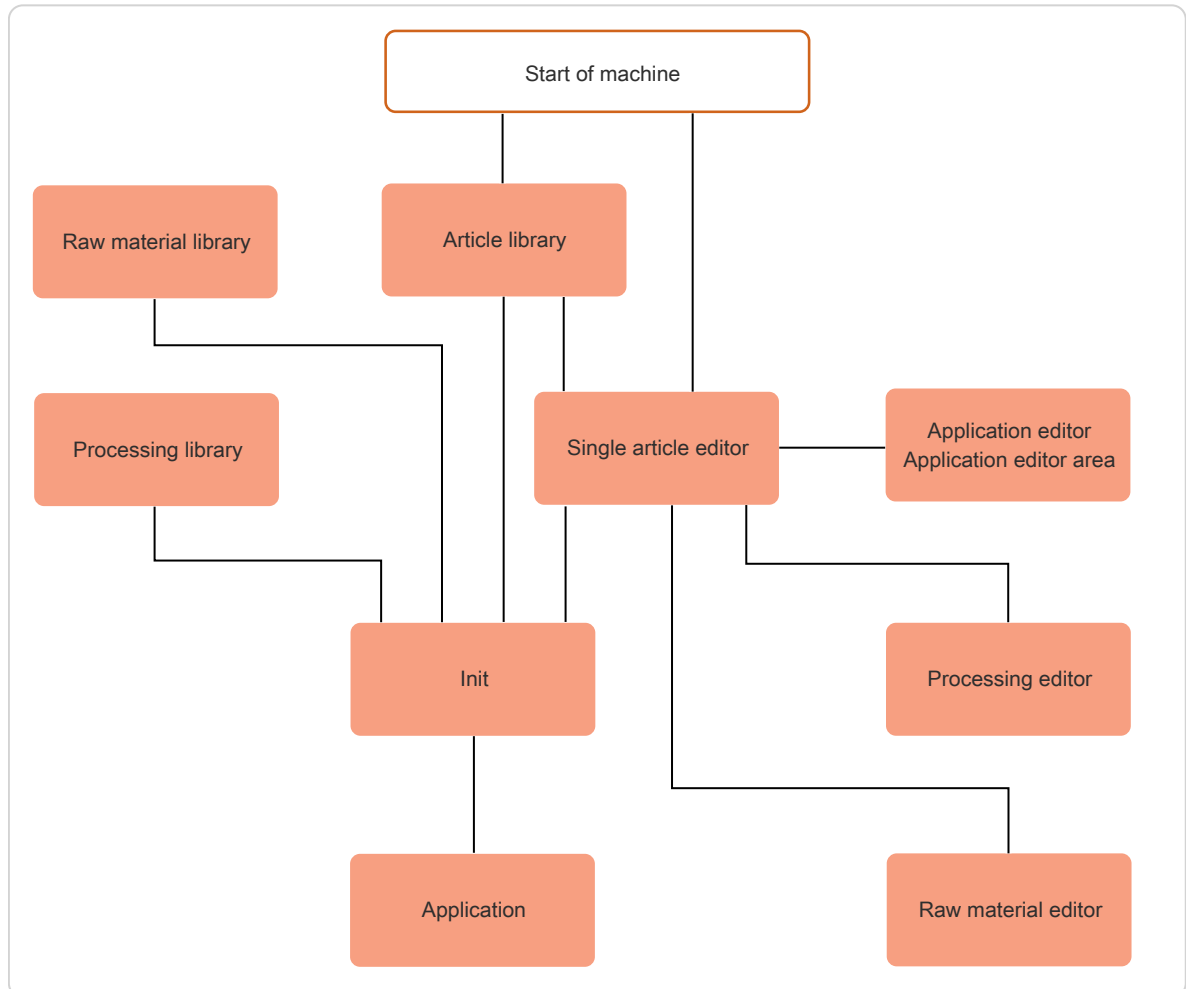 Start of machine
Raw material library
Article library
Processing library
Single article editor
Application editor
Application editor area
Init
Processing editor
Application
Raw material editor